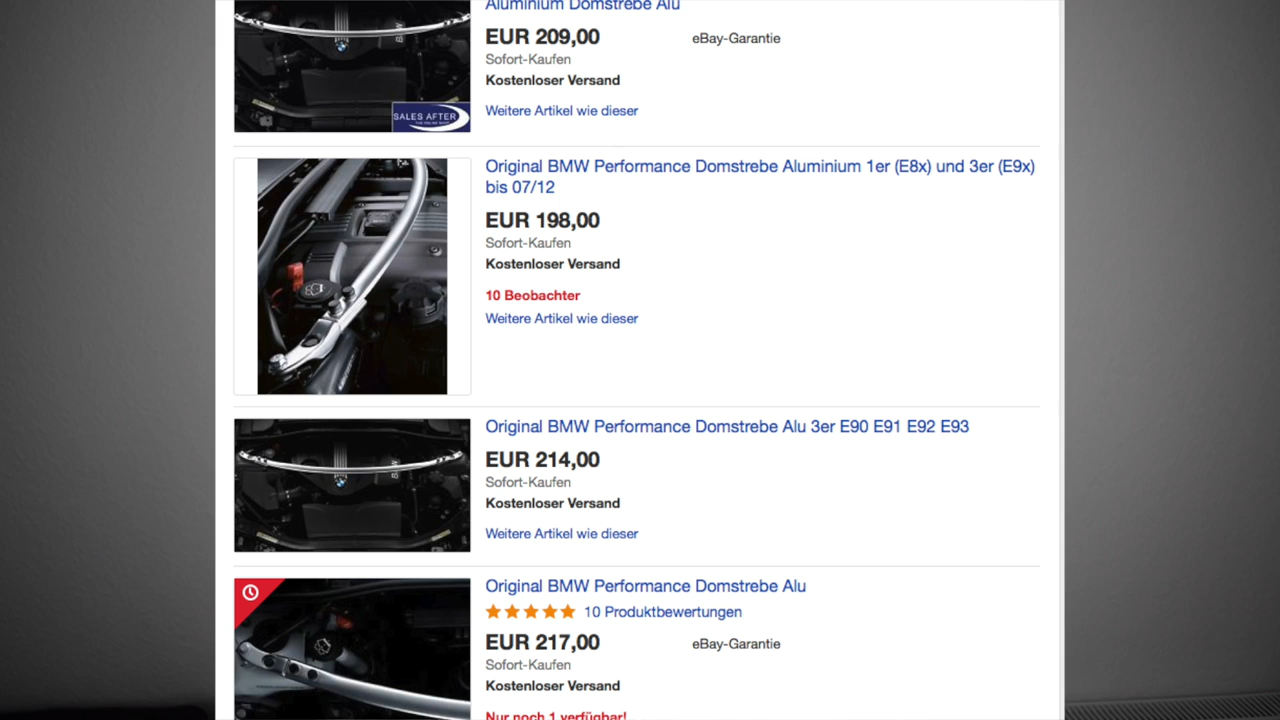 Aluminium Domstrebe Alu
EUR 209,00
eBay-Garantie
Sofort-Kaufen
Kostenloser Versand
Weitere Artikel wie dieser
SALES AFTER
THE ONLINE SHOP
Original BMW Performance Domstrebe Aluminium 1er (E8x) und 3er (E9x)
bis 07/12
EUR 198,00
Sofort-Kaufen
Kostenloser Versand
10 Beobachter
Weitere Artikel wie dieser
Original BMW Performance Domstrebe Alu 3er E90 E91 E92 E93
EUR 214,00
Sofort-Kaufen
Kostenloser Versand
Weitere Artikel wie dieser
Original BMW Performance Domstrebe Alu
10 Produktbewertungen
EUR 217,00
eBay-Garantie
Sofort-Kaufen
Kostenloser Versand
Nur noch 1 verfügbar!